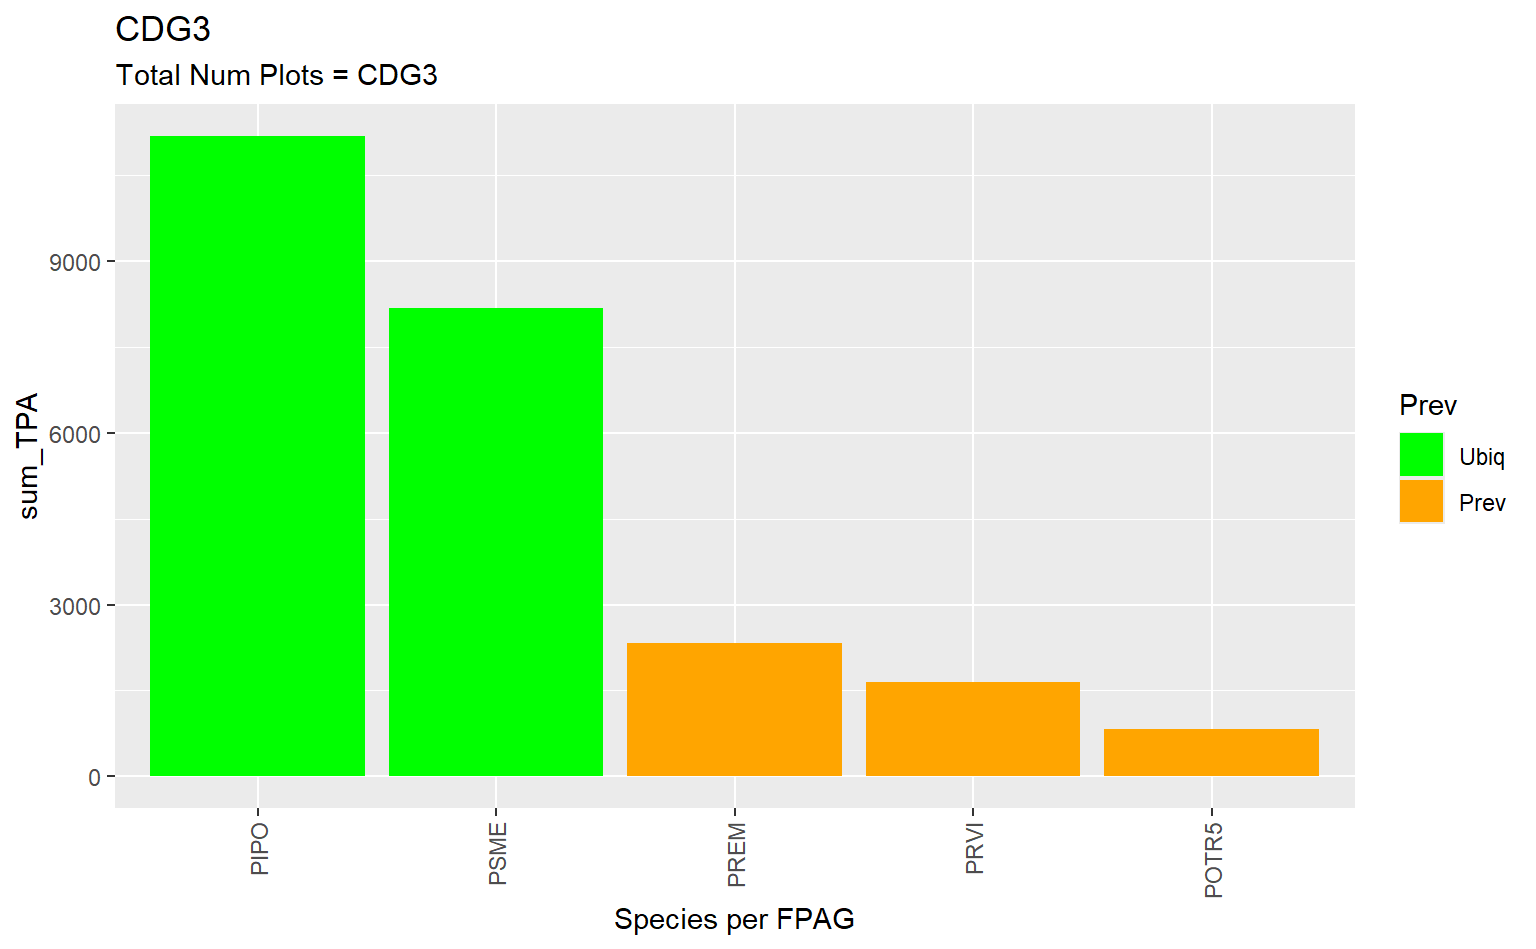 CDG3
Total Num Plots = CDG3
sum_TPA
9000
6000
3000
0
PIPO
PSME
PREM
PRVI
POTR5
Species per FPAG
Prev
Ubiq
Prev